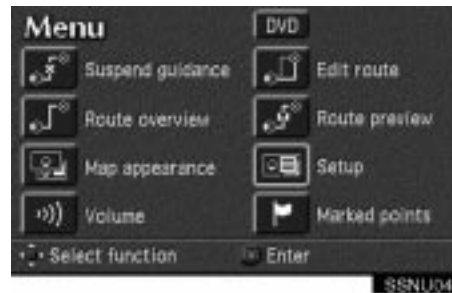 Menu DVD
Suspend guidance Edit route
Route overview Route preview
Map appearance Setup
Volume Marked points
Select function Enter
SSNU04